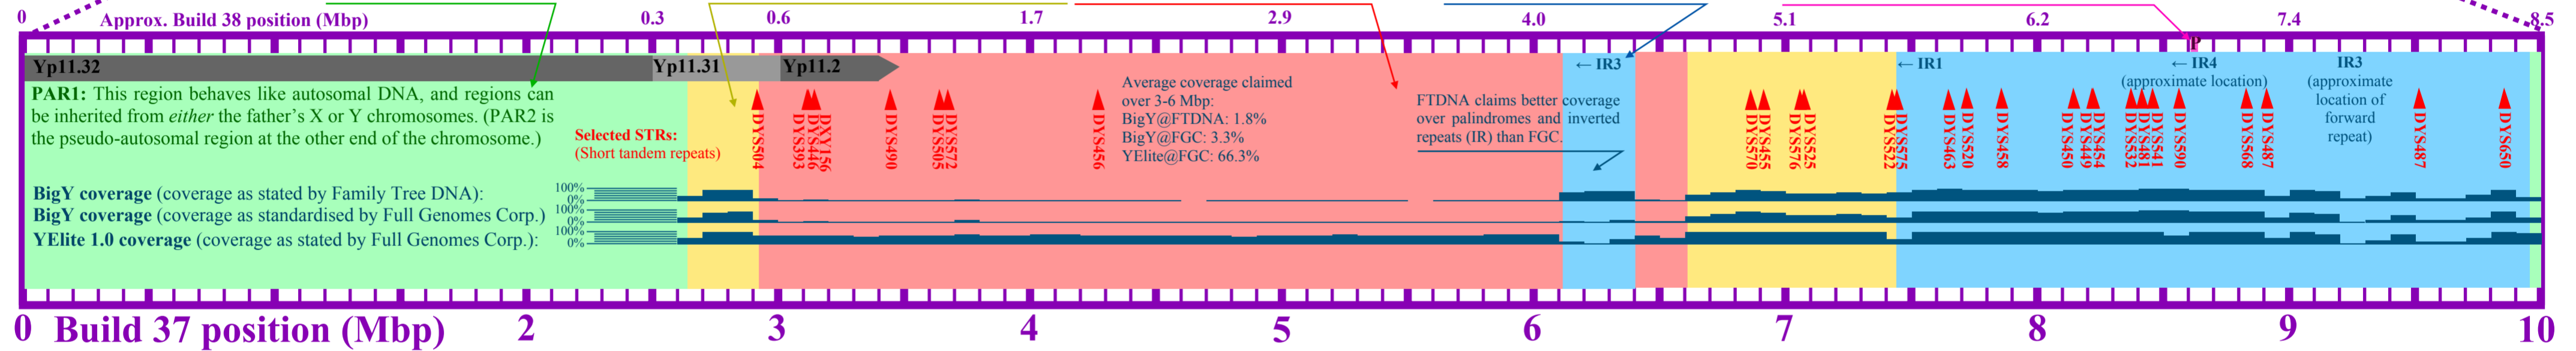 0 Approx. Build 38 position (Mbp) 0.3 0.6 1.7 2.9 4.0 5.1 6.2 7.4 8.5
P
Yp11.32 Yp11.31 Yp11.2
← IR3
← IR1
← IR4
(approximate location)
IR3
(approximate
location of
forward
repeat)
PAR1: This region behaves like autosomal DNA, and regions can
be inherited from either the father's X or Y chromosomes. (PAR2 is
the pseudo-autosomal region at the other end of the chromosome.)
Selected STRs:
(Short tandem repeats)
Average coverage claimed
over 3-6 Mbp:
BigY@FTDNA: 1.8%
BigY@FGC: 3.3%
YElite@FGC: 66.3%
FTDNA claims better coverage
over palindromes and inverted
repeats (IR) than FGC.
DYS504
DYS393
DYS446
DXY156
DYS490
DYS505
DYS572
DYS456
DYS570
DYS455
DYS576
DYS525
DYS522
DYS575
DYS463
DYS520
DYS458
DYS450
DYS449
DYS454
DYS532
DYS481
DYS541
DYS590
DYS568
DYS487
DYS487
DYS650
BigY coverage (coverage as stated by Family Tree DNA): 100%
0%
BigY coverage (coverage as standardised by Full Genomes Corp.) 100%
0%
YElite 1.0 coverage (coverage as stated by Full Genomes Corp.): 100%
0%
0 Build 37 position (Mbp) 2 3 4 5 6 7 8 9 10